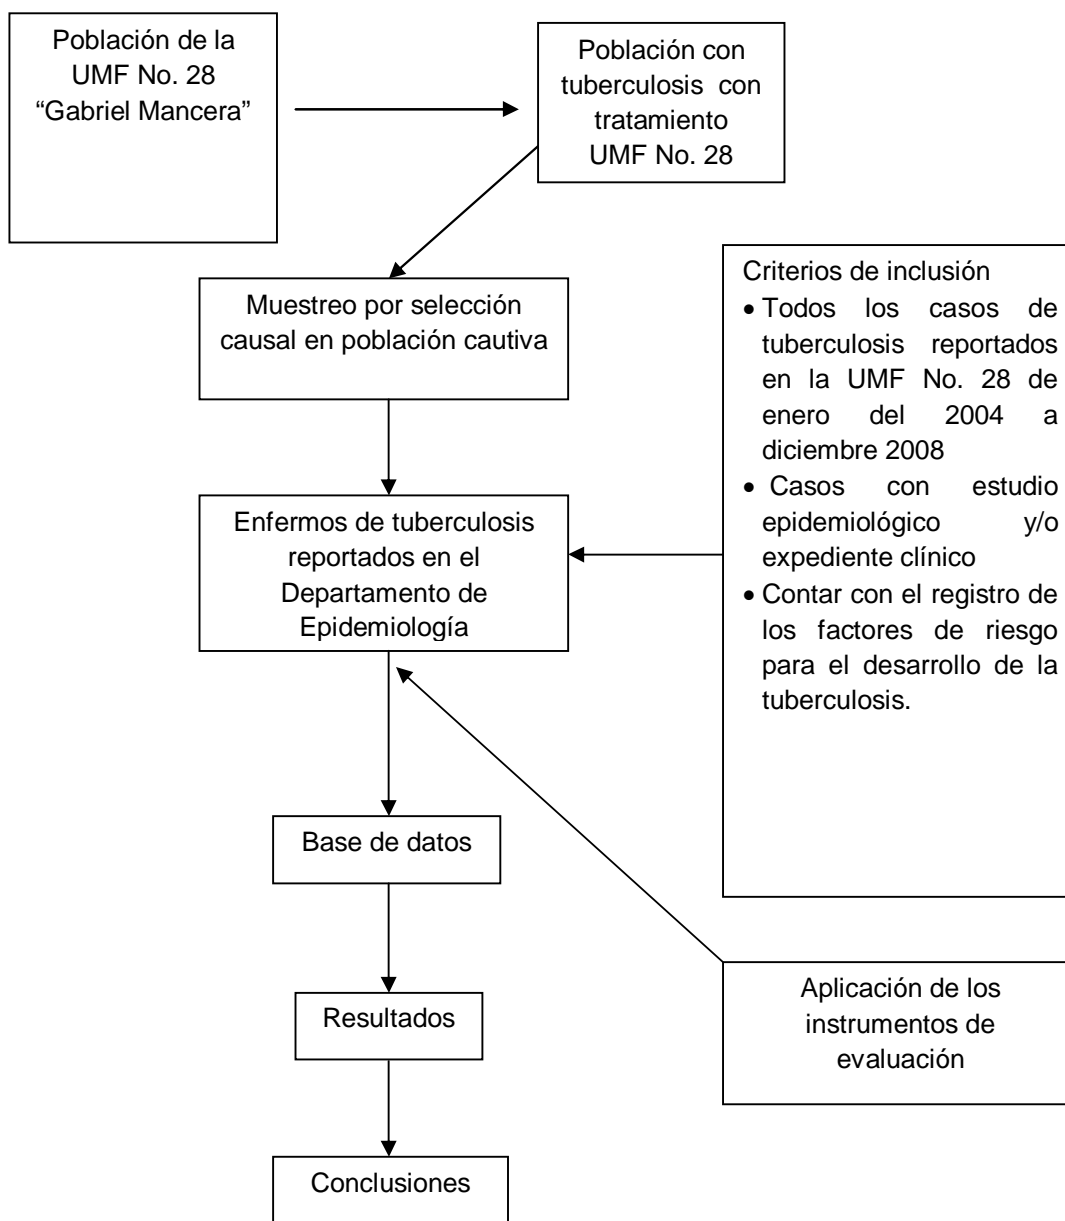 Población de la
UMF No. 28
“Gabriel Mancera”
Población con
tuberculosis con
tratamiento
UMF No. 28
Muestreo por selección
causal en población cautiva
Criterios de inclusión
• Todos los casos de
tuberculosis reportados
en la UMF No. 28 de
enero del 2004 a
diciembre 2008
• Casos con estudio
epidemiológico y/o
expediente clínico
• Contar con el registro de
los factores de riesgo
para el desarrollo de la
tuberculosis.
Enfermos de tuberculosis
reportados en el
Departamento de
Epidemiología
Base de datos
Aplicación de los
instrumentos de
evaluación
Resultados
Conclusiones